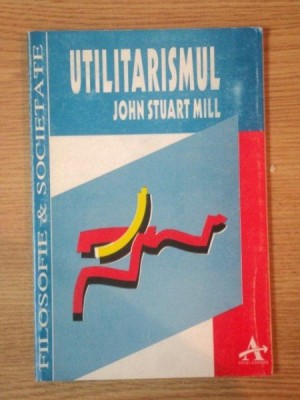 UTILITARISMUL
JOHN STUART MILL
FILOSOFIE & SOCIETATE